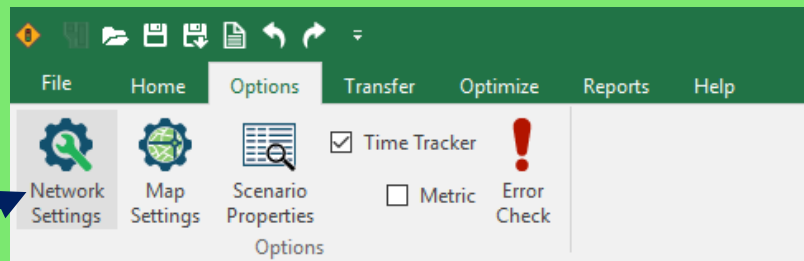 File Home Options Transfer Optimize Reports Help
Time Tracker
Network Settings
Map Settings
Scenario Properties
Metric
Error Check
Options